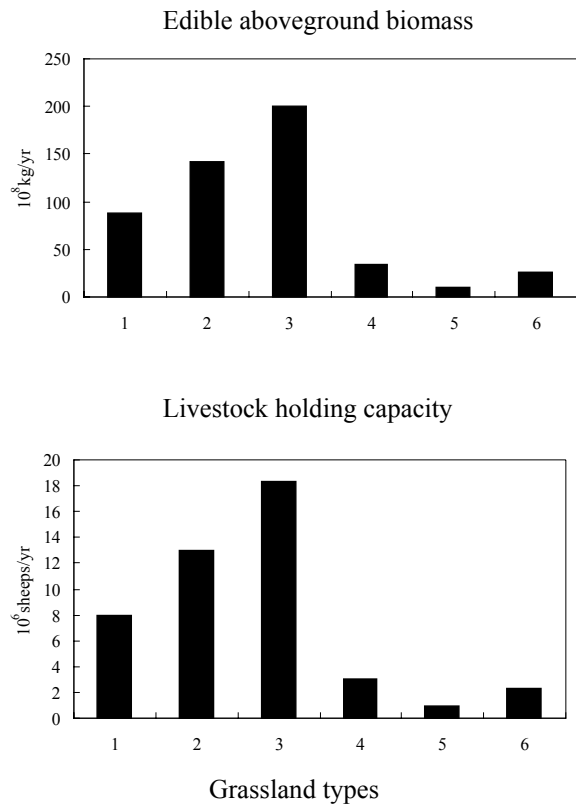 Edible aboveground biomass
250
200
150
100
50
0
10⁸kg/yr
1 2 3 4 5 6
Livestock holding capacity
20
18
16
14
12
10
8
6
4
2
0
10⁶sheeps/yr
1 2 3 4 5 6
Grassland types